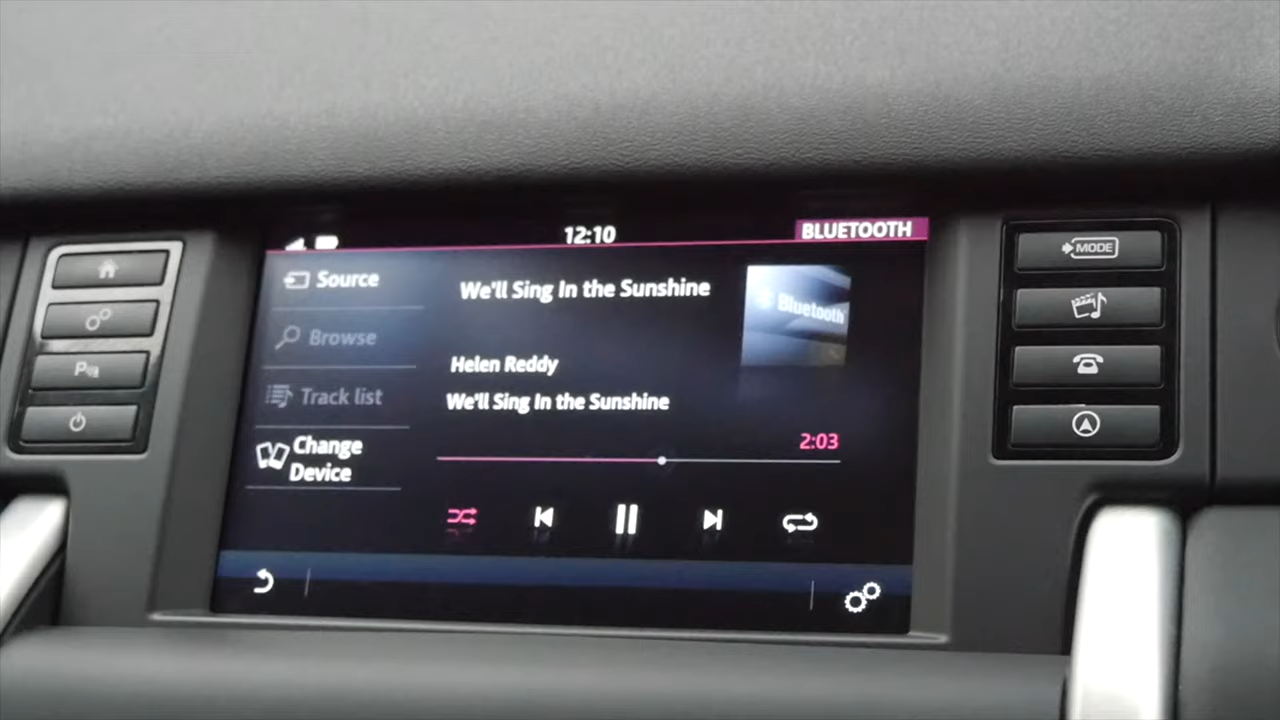 12:10
BLUETOOTH
Source
We'll Sing In the Sunshine
Bluetooth
Browse
Helen Reddy
Track list
We'll Sing In the Sunshine
Change
Device
2:03
MODE
P